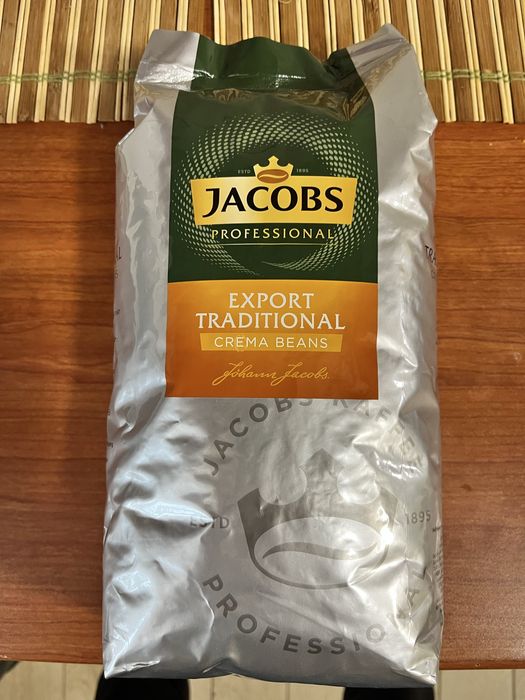 ESTD 1895
JACOBS
PROFESSIONAL
EXPORT
TRADITIONAL
CREMA BEANS
Johann Jacobs
JACOBS KAFFEE
ESTD 1895
PROFESSIONAL